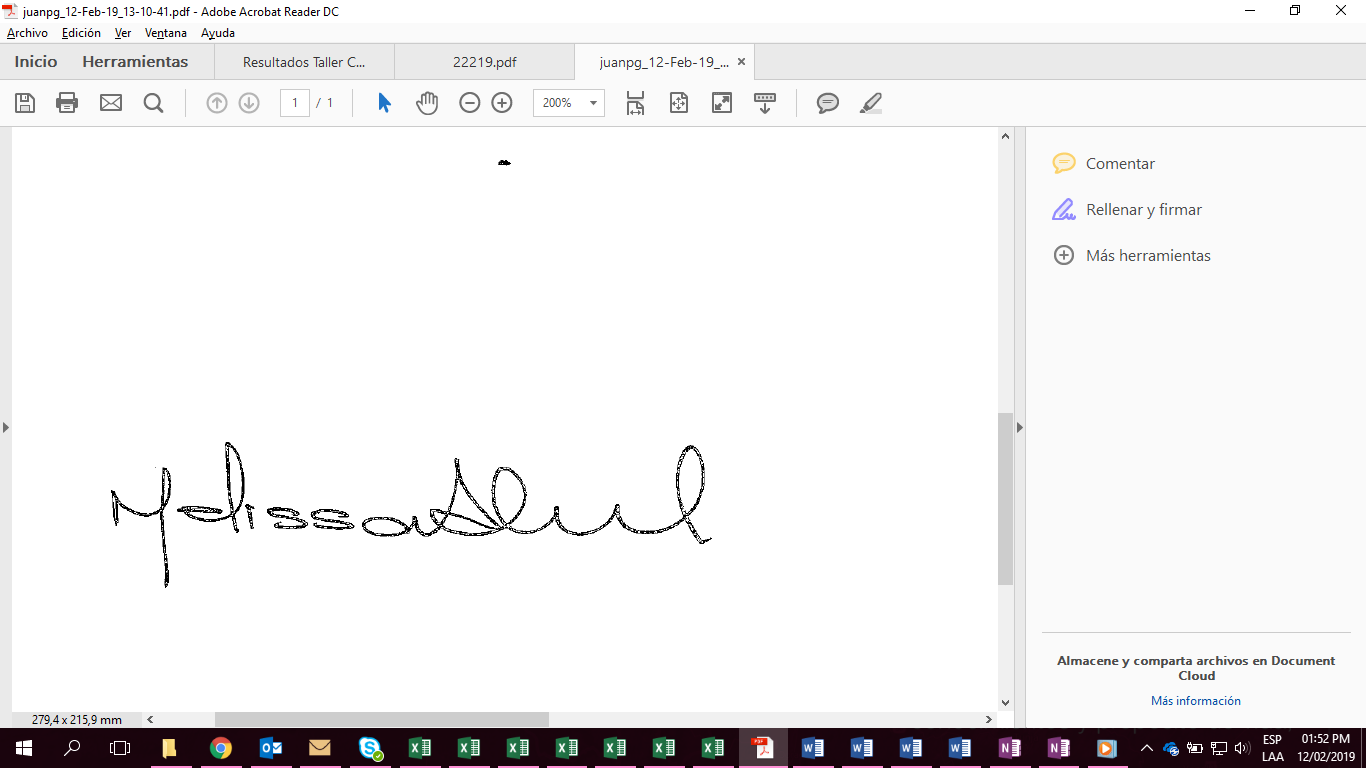 juanpg_12-Feb-19_13-10-41.pdf - Adobe Acrobat Reader DC
Archivo Edición Ver Ventana Ayuda
Inicio Herramientas Resultados Taller C... 22219.pdf juanpg_12-Feb-19_...
1 / 1 200%
Comentar
Rellenar y firmar
Más herramientas
Melissa
Almacene y comparta archivos en Document
Cloud
Más información
279,4 x 215,9 mm
ESP 01:52 PM
LAA 12/02/2019